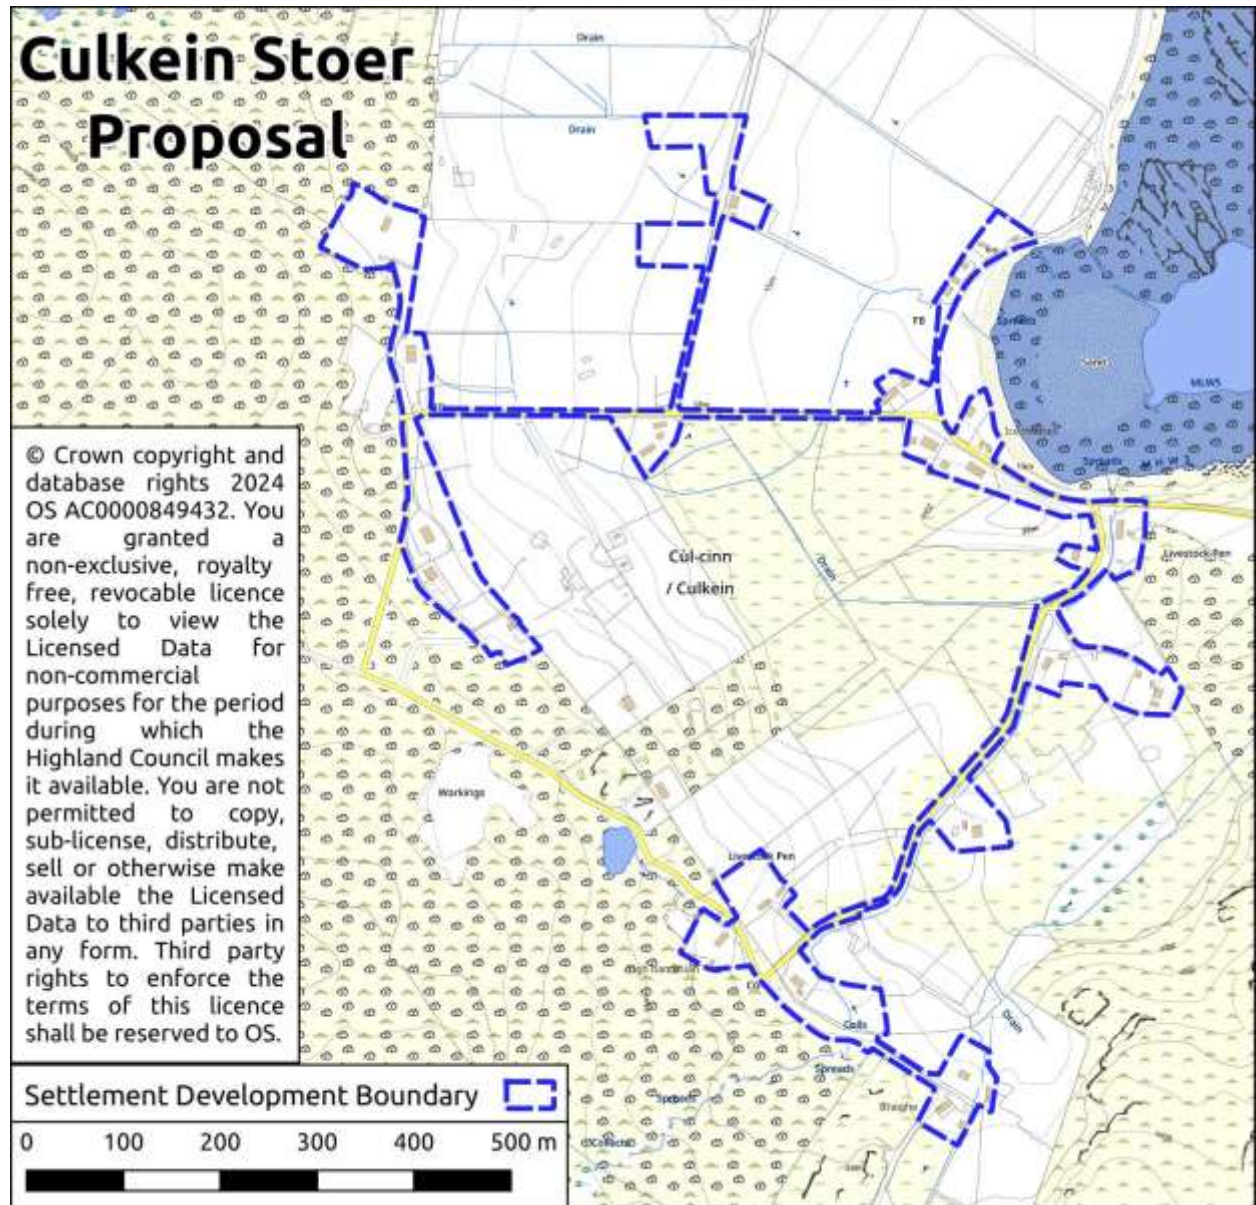 Culkein Stoer
Proposal
Drain
Drain
FB
Sand
MLWS
Spreads
Cùl-cinn
/ Culkein
Drain
Livestock Pen
Workings
Livestock Pen
Colls
Spreads
Drain
© Crown copyright and
database rights 2024
OS AC0000849432. You
are granted a
non-exclusive, royalty
free, revocable licence
solely to view the
Licensed Data for
non-commercial
purposes for the period
during which the
Highland Council makes
it available. You are not
permitted to copy,
sub-license, distribute,
sell or otherwise make
available the Licensed
Data to third parties in
any form. Third party
rights to enforce the
terms of this licence
shall be reserved to OS.
Settlement Development Boundary
0 100 200 300 400 500 m